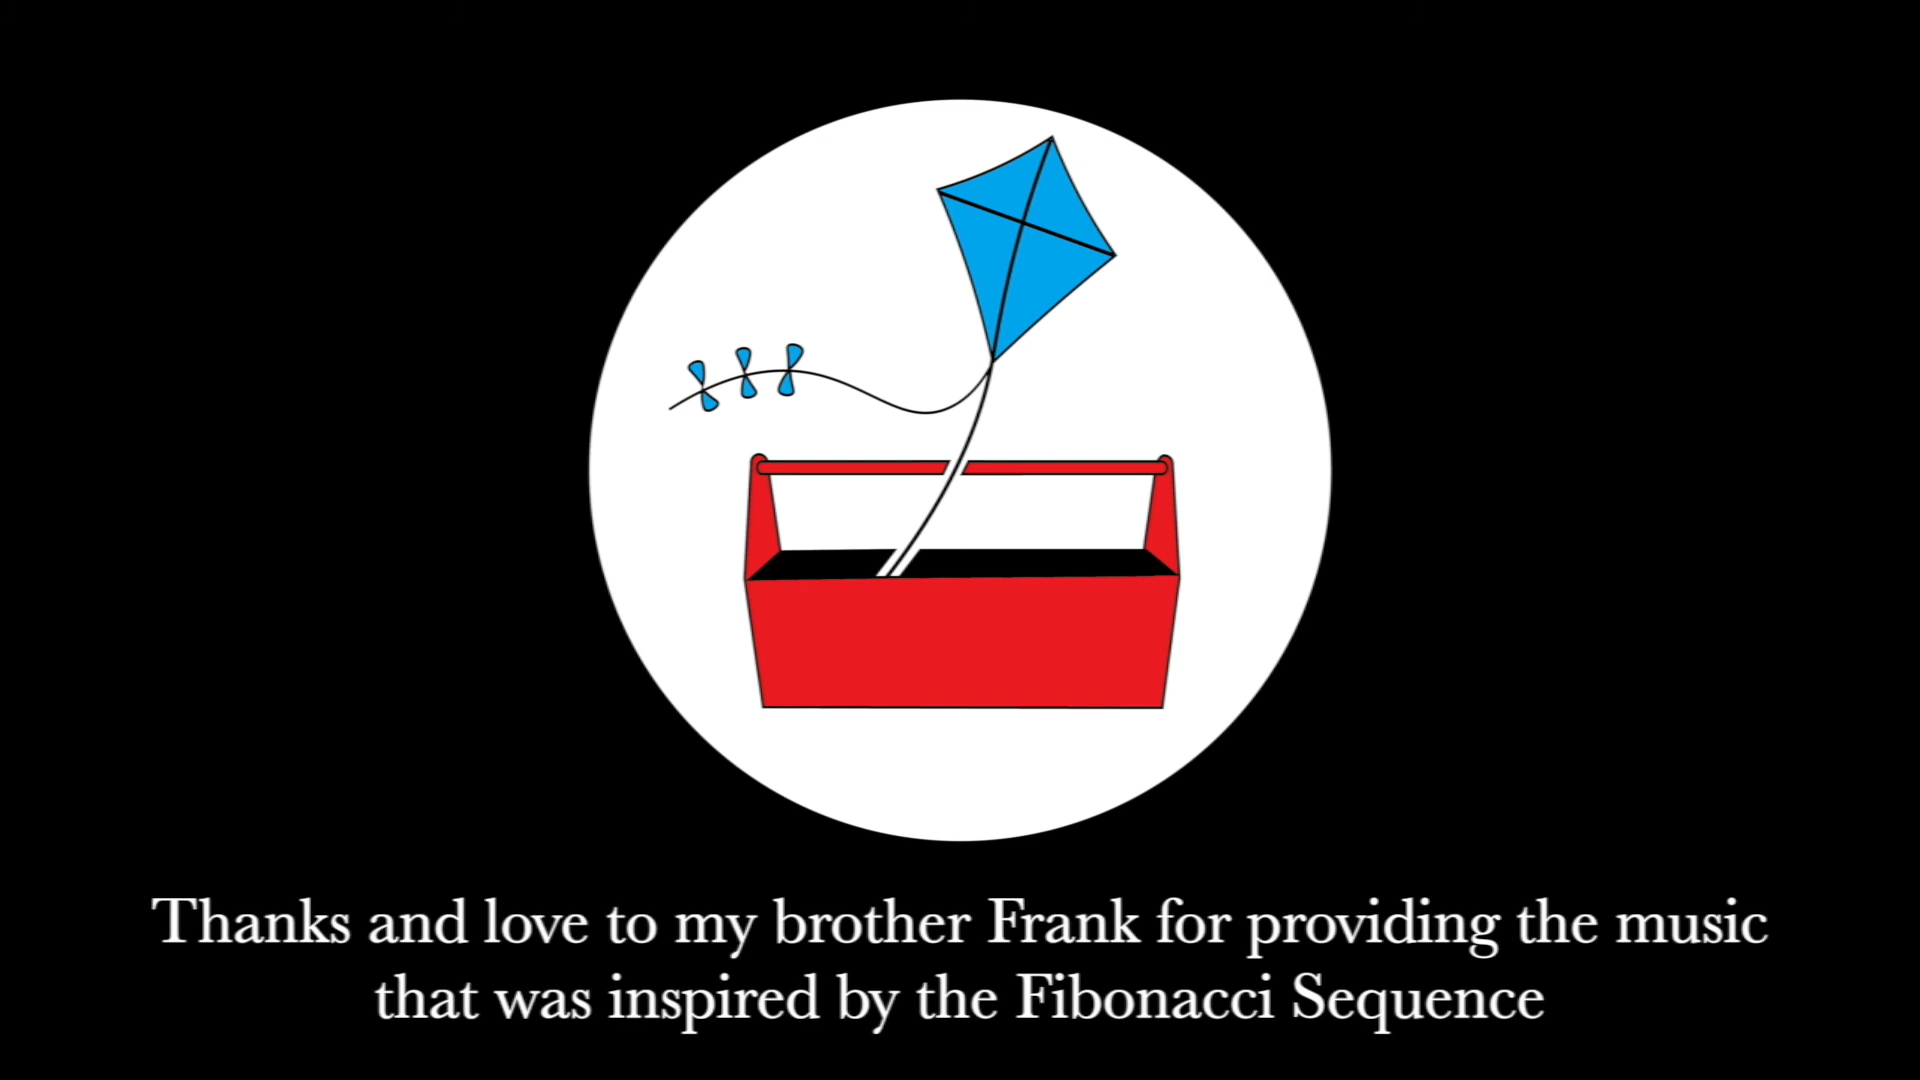 Thanks and love to my brother Frank for providing the music
that was inspired by the Fibonacci Sequence